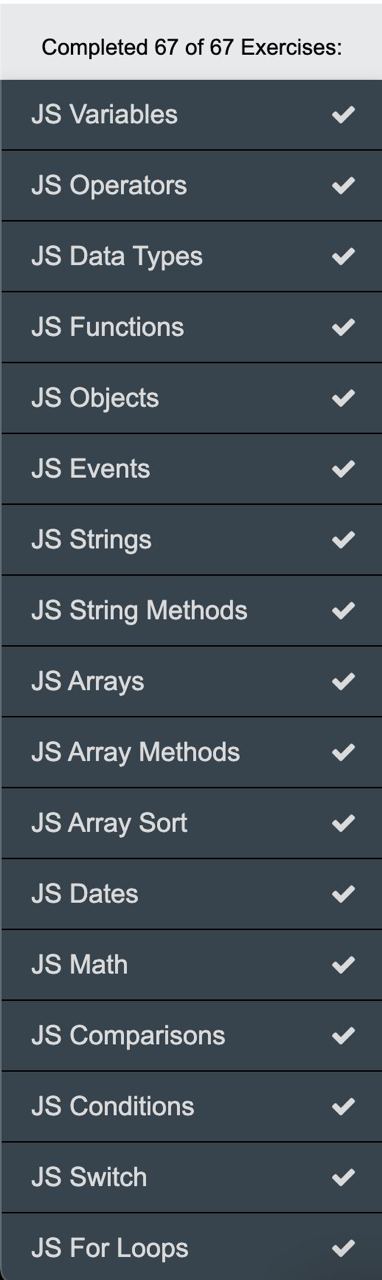 Completed 67 of 67 Exercises:
JS Variables
JS Operators
JS Data Types
JS Functions
JS Objects
JS Events
JS Strings
JS String Methods
JS Arrays
JS Array Methods
JS Array Sort
JS Dates
JS Math
JS Comparisons
JS Conditions
JS Switch
JS For Loops